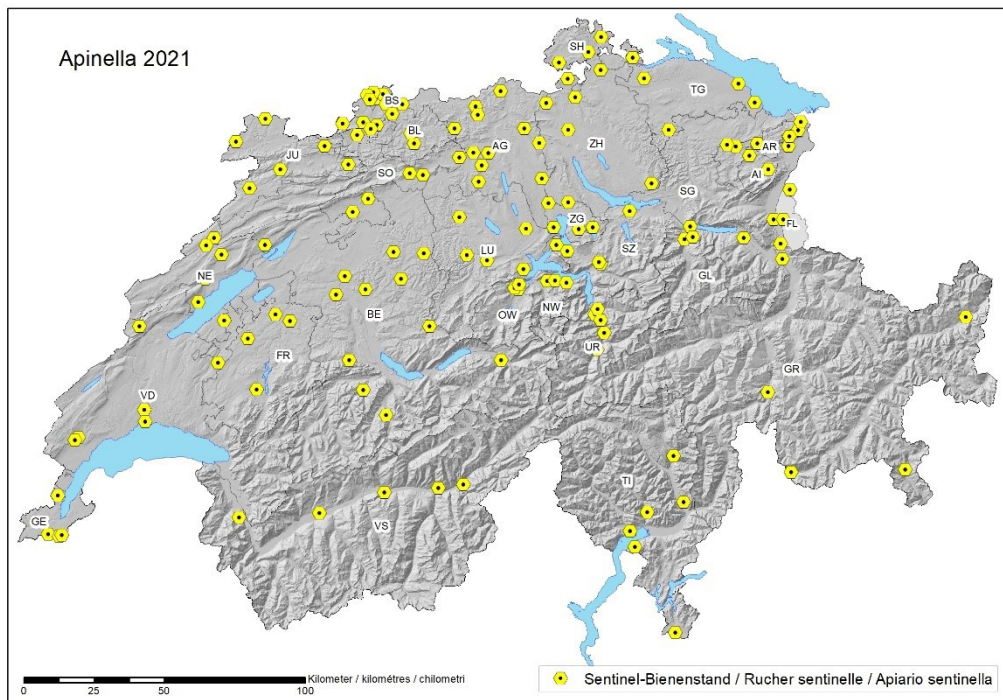 Apinella 2021
SH
TG
BS
BL
AG
ZH
AR
JU
SO
AI
SG
ZG
FL
LU
SZ
NE
GL
BE
OW
NW
UR
FR
GR
VD
TI
VS
GE
Kilometer / kilométres / chilometri
0 25 50 100
Sentinel-Bienenstand / Rucher sentinelle / Apiario sentinella